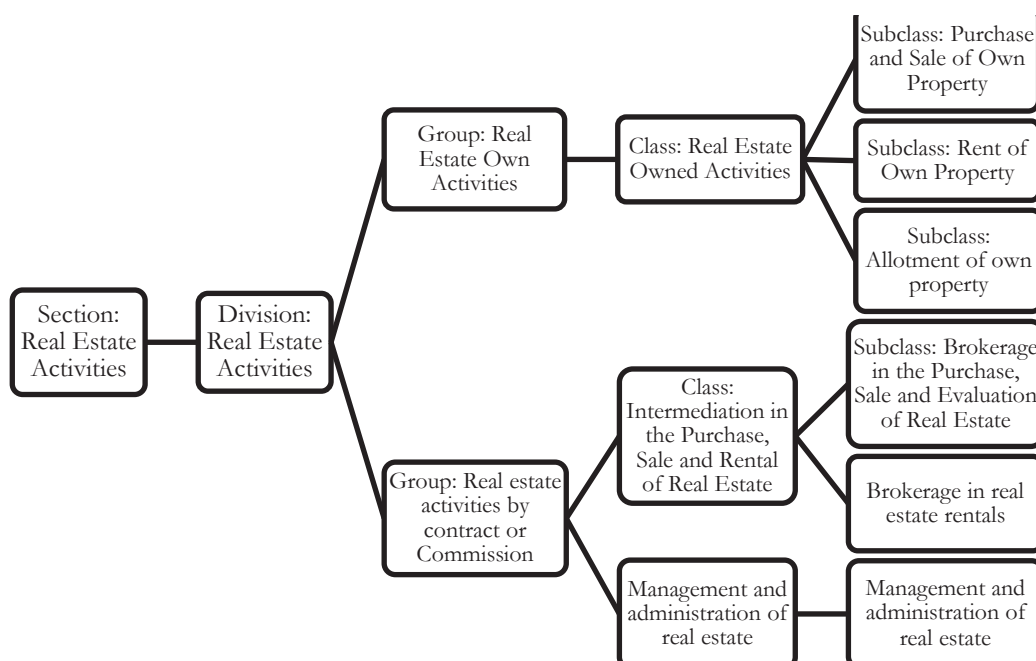 Section:
Real Estate
Activities
Division:
Real Estate
Activities
Group: Real
Estate Own
Activities
Class: Real Estate
Owned Activities
Subclass: Purchase
and Sale of Own
Property
Subclass: Rent of
Own Property
Subclass:
Allotment of own
property
Group: Real estate
activities by
contract or
Commission
Class:
Intermediation in
the Purchase,
Sale and Rental
of Real Estate
Subclass: Brokerage
in the Purchase,
Sale and Evaluation
of Real Estate
Brokerage in real
estate rentals
Management and
administration of
real estate
Management and
administration of
real estate